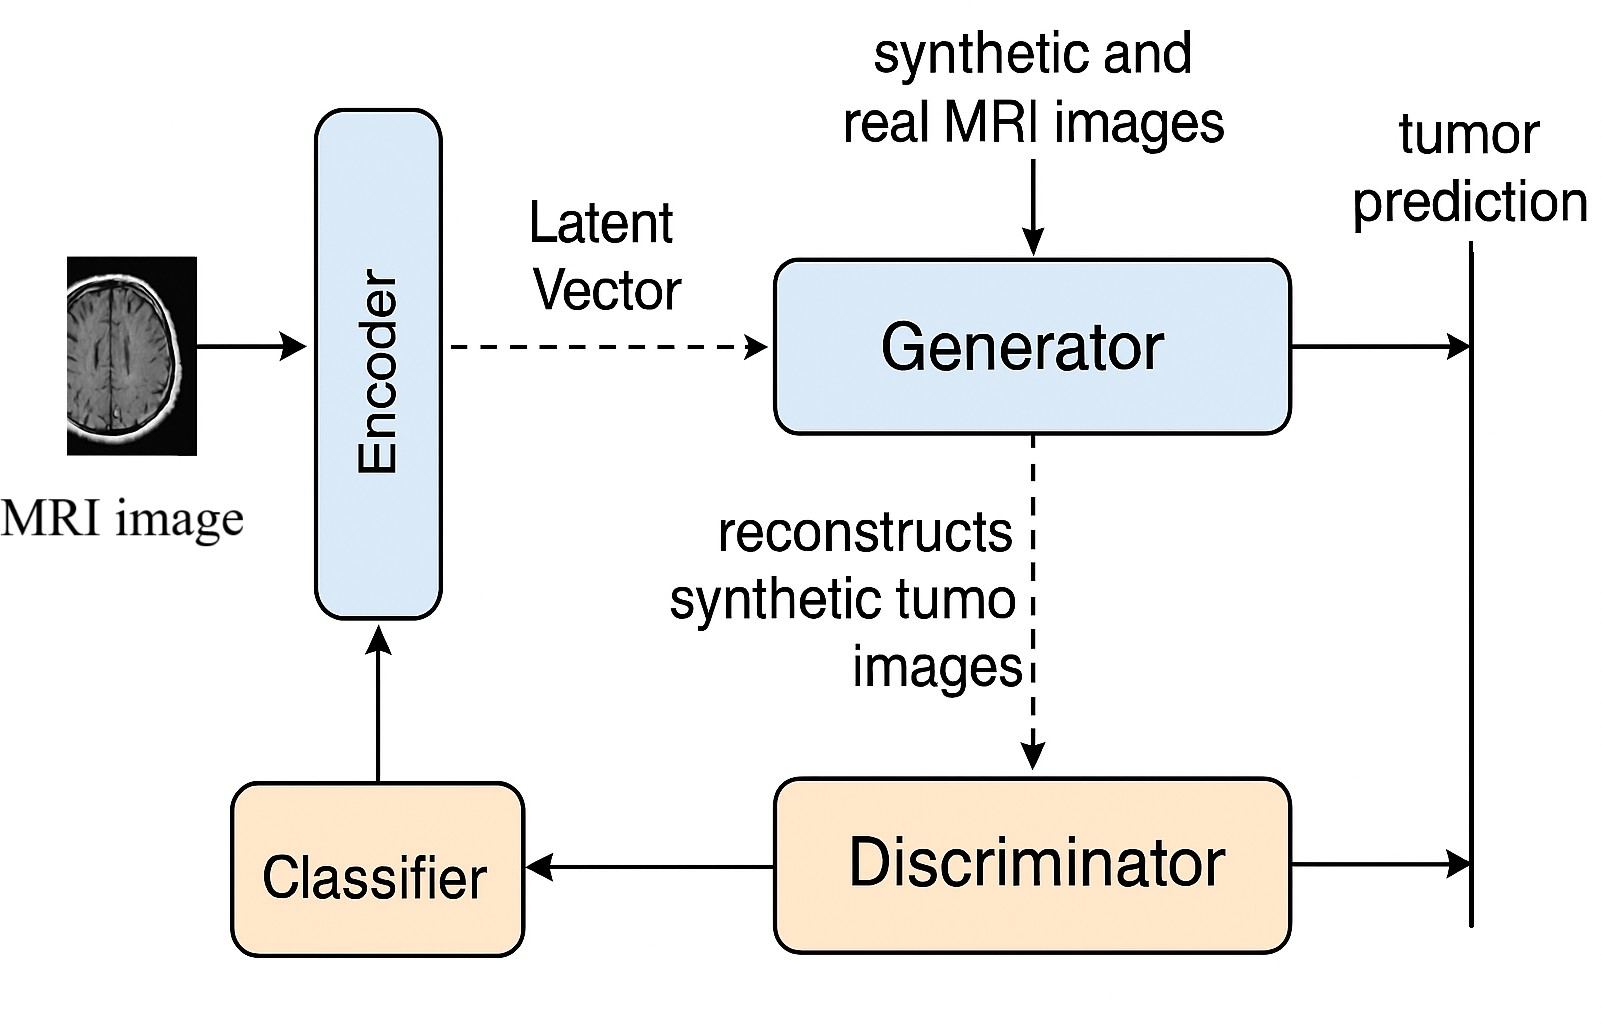 synthetic and
real MRI images
tumor
prediction
Latent
Vector
Encoder
Generator
MRI image
reconstructs
synthetic tumo
images
Classifier
Discriminator